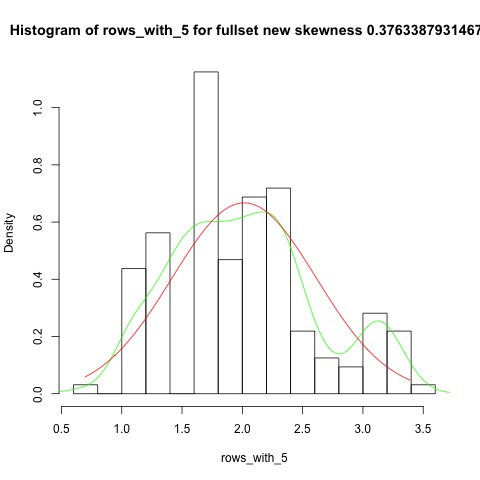 Histogram of rows_with_5 for fullset new skewness 0.3763387931467
Density
0.0
0.2
0.4
0.6
0.8
1.0
0.5 1.0 1.5 2.0 2.5 3.0 3.5
rows_with_5